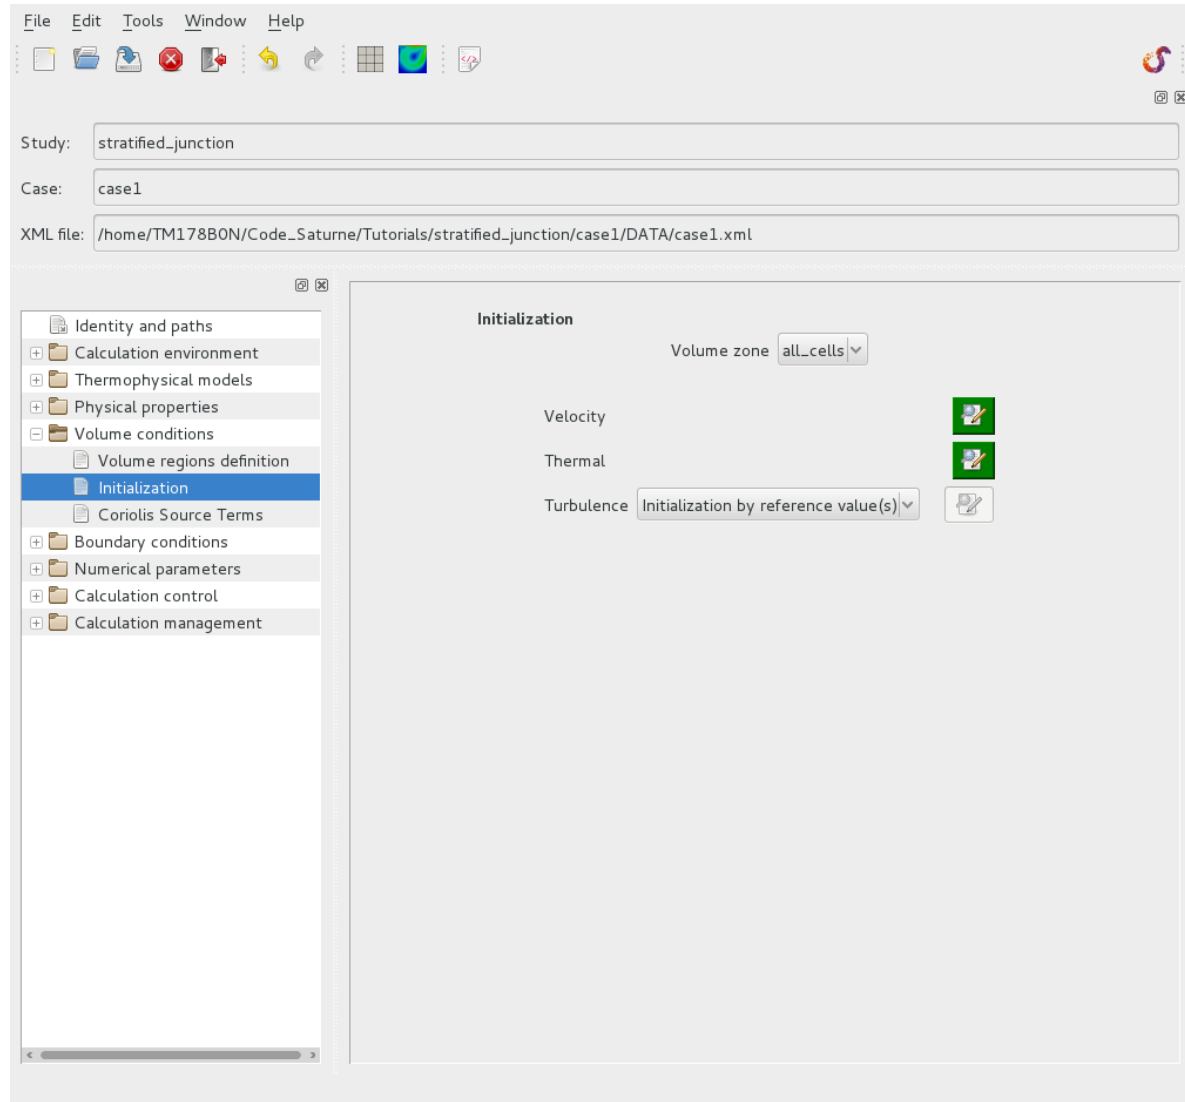 File Edit Tools Window Help
Study: stratified_junction
Case: case1
XML file: /home/TM178B0N/Code_Saturne/Tutorials/stratified_junction/case1/DATA/case1.xml
Identity and paths
Calculation environment
Thermophysical models
Physical properties
Volume conditions
Volume regions definition
Initialization
Coriolis Source Terms
Boundary conditions
Numerical parameters
Calculation control
Calculation management
Initialization
Volume zone all_cells
Velocity
Thermal
Turbulence Initialization by reference value(s)